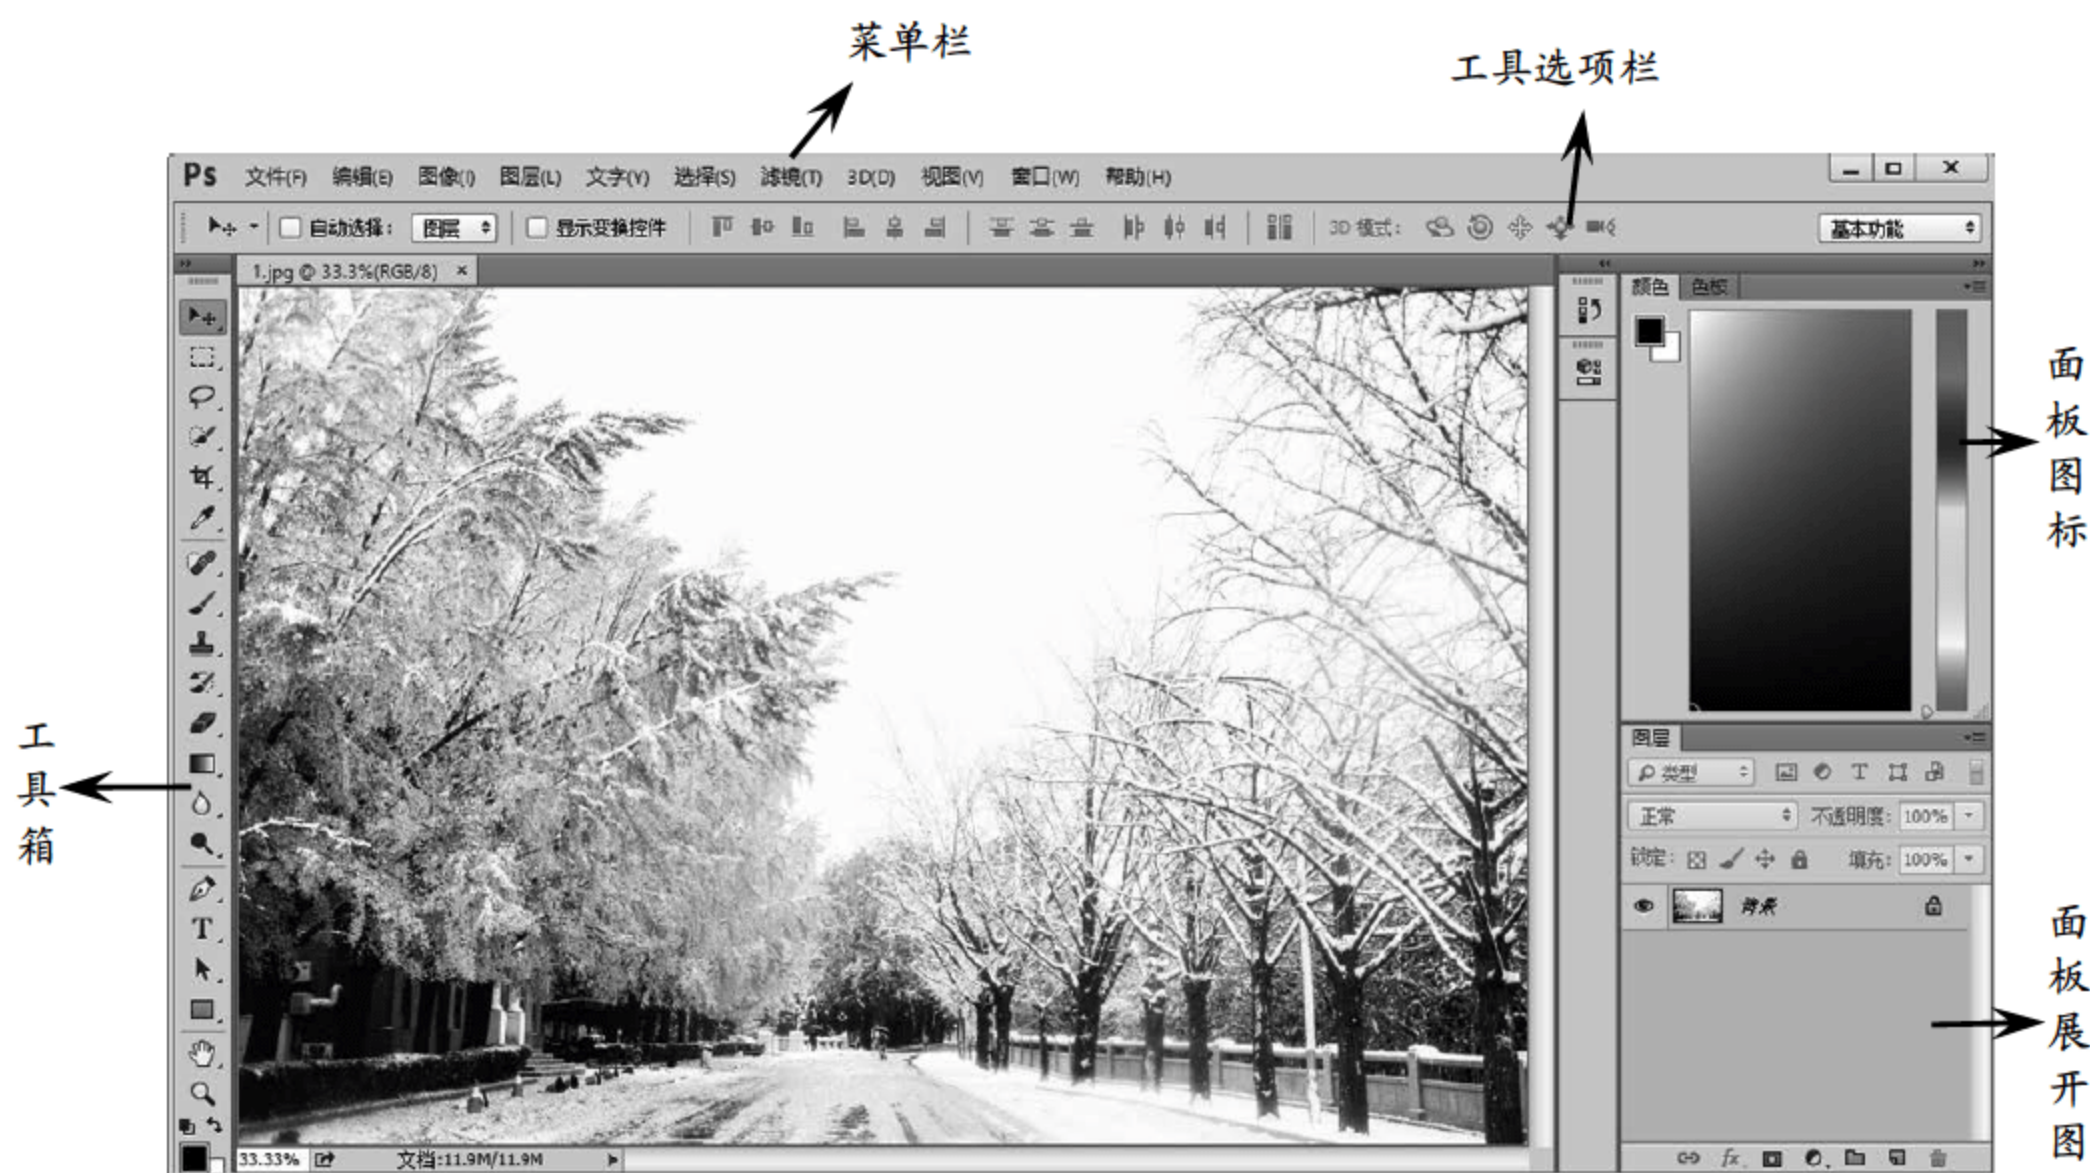 菜单栏
工具选项栏
Ps 文件(F) 编辑(E) 图像(I) 图层(L) 文字(Y) 选择(S) 滤镜(T) 3D(D) 视图(V) 窗口(W) 帮助(H)
自动选择： 图层 显示变换控件 3D 模式： 基本功能
1.jpg @ 33.3%(RGB/8) ×
颜色 色板
面板图标
工具箱
图层
类型
正常 不透明度： 100%
锁定： 填充： 100%
背景
面板展开图
33.33% 文档:11.9M/11.9M
fx